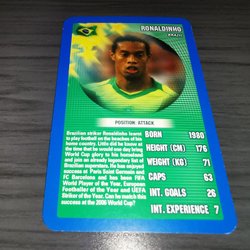 RONALDINHO
BRAZIL
POSITION: ATTACK
Brazilian striker Ronaldinho learnt
to play football on the beaches of his
home country. Little did he know at
the time that he would one day bring
World Cup glory to his homeland
and join an already legendary list of
Brazilian superstars. He has enjoyed
success at Paris Saint Germain and
FC Barcelona and has been FIFA
World Player of the Year, European
Footballer of the Year and UEFA
Striker of the Year. Can he match this
success at the 2006 World Cup?
BORN 1980
HEIGHT (CM) 176
WEIGHT (KG) 71
CAPS 63
INT. GOALS 26
INT. EXPERIENCE 7